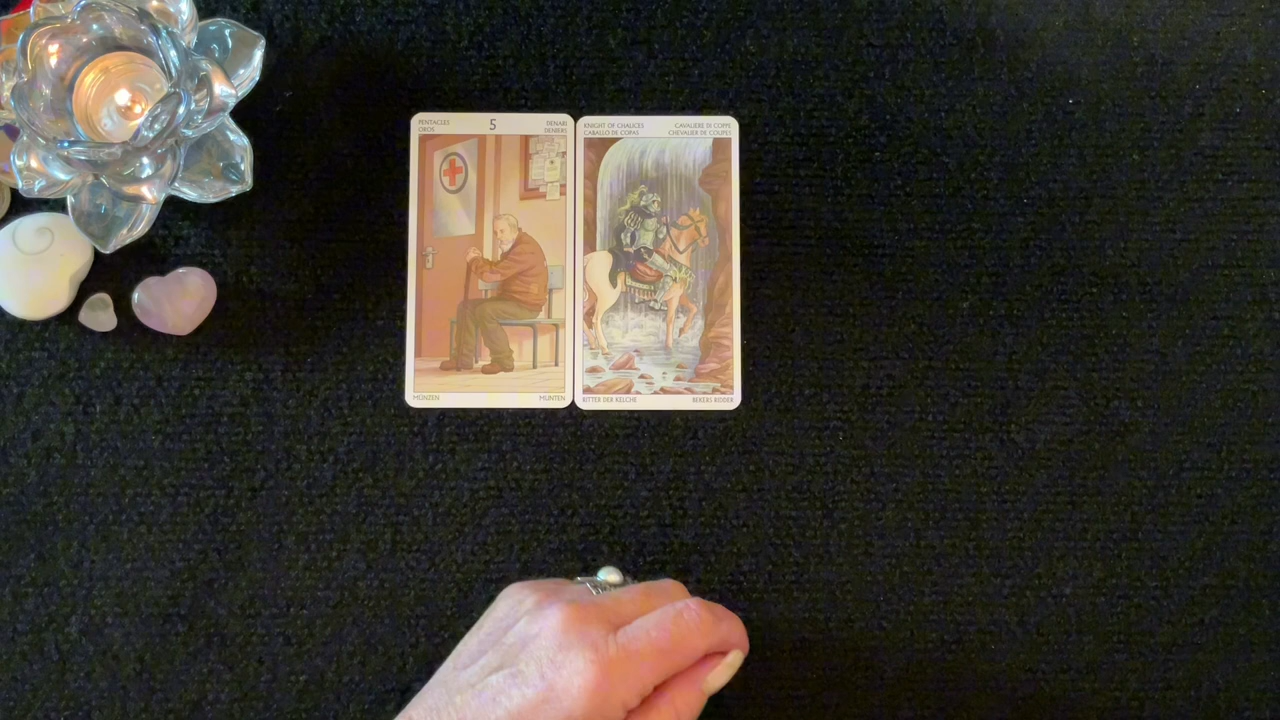 PENTACLES 5 DENARI
OROS DENIERS
MÜNZEN MUNTEN
KNIGHT OF CHALICES CAVALIERE DI COPPE
CABALLO DE COPAS CHEVALIER DE COUPES
RITTER DER KELCHE BEKERS RIDDER